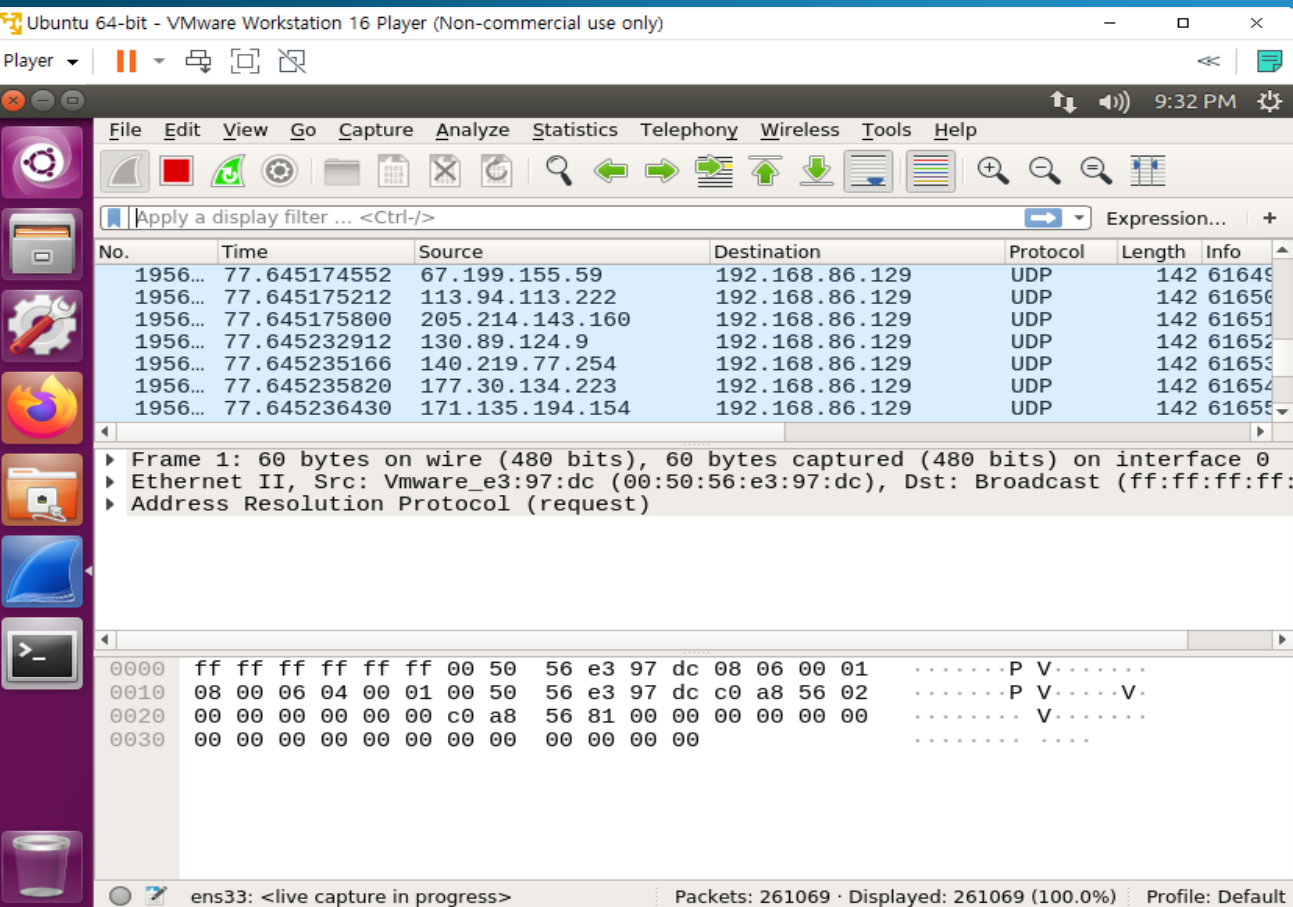 Ubuntu 64-bit - VMware Workstation 16 Player (Non-commercial use only)
Player
9:32 PM
File Edit View Go Capture Analyze Statistics Telephony Wireless Tools Help
Apply a display filter ... <Ctrl-/> Expression... +
No. Time Source Destination Protocol Length Info
1956… 77.645174552 67.199.155.59 192.168.86.129 UDP 142 61649
1956… 77.645175212 113.94.113.222 192.168.86.129 UDP 142 61650
1956… 77.645175800 205.214.143.160 192.168.86.129 UDP 142 61651
1956… 77.645232912 130.89.124.9 192.168.86.129 UDP 142 61652
1956… 77.645235166 140.219.77.254 192.168.86.129 UDP 142 61653
1956… 77.645235820 177.30.134.223 192.168.86.129 UDP 142 61654
1956… 77.645236430 171.135.194.154 192.168.86.129 UDP 142 61655
Frame 1: 60 bytes on wire (480 bits), 60 bytes captured (480 bits) on interface 0
Ethernet II, Src: Vmware_e3:97:dc (00:50:56:e3:97:dc), Dst: Broadcast (ff:ff:ff:ff:
Address Resolution Protocol (request)
0000 ff ff ff ff ff ff 00 50 56 e3 97 dc 08 06 00 01 ·······P V·······
0010 08 00 06 04 00 01 00 50 56 e3 97 dc c0 a8 56 02 ·······P V·····V·
0020 00 00 00 00 00 00 c0 a8 56 81 00 00 00 00 00 00 ········ V·······
0030 00 00 00 00 00 00 00 00 00 00 00 00 ········ ····
ens33: <live capture in progress> Packets: 261069 · Displayed: 261069 (100.0%) Profile: Default